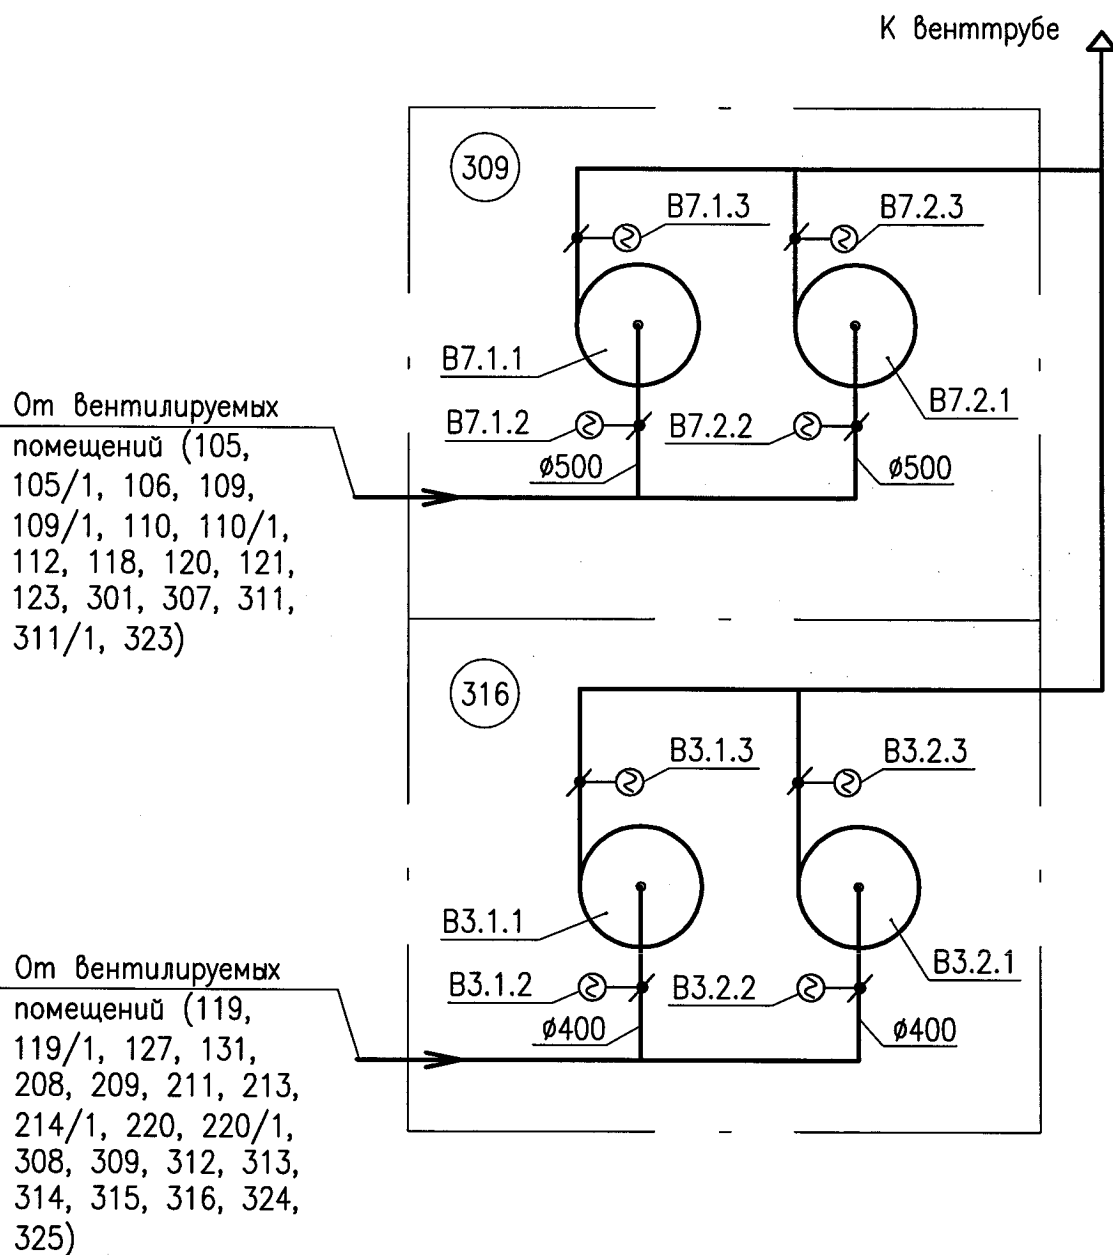 К венттрубе
309
В7.1.3
В7.2.3
В7.1.1
В7.2.1
В7.1.2
В7.2.2
ø500
ø500
От вентилируемых
помещений (105,
105/1, 106, 109,
109/1, 110, 110/1,
112, 118, 120, 121,
123, 301, 307, 311,
311/1, 323)
316
В3.1.3
В3.2.3
В3.1.1
В3.2.1
В3.1.2
В3.2.2
ø400
ø400
От вентилируемых
помещений (119,
119/1, 127, 131,
208, 209, 211, 213,
214/1, 220, 220/1,
308, 309, 312, 313,
314, 315, 316, 324,
325)